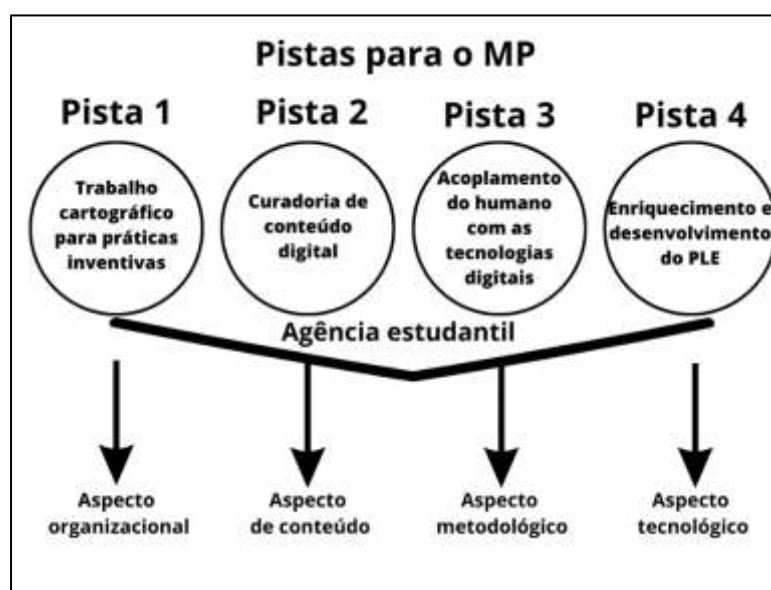 Pistas para o MP
Pista 1
Pista 2
Pista 3
Pista 4
Trabalho
cartográfico
para práticas
inventivas
Curadoria de
conteúdo
digital
Acoplamento
do humano
com as
tecnologias
digitais
Enriquecimento e
desenvolvimento
do PLE
Agência estudantil
Aspecto
organizacional
Aspecto
de conteúdo
Aspecto
metodológico
Aspecto
tecnológico